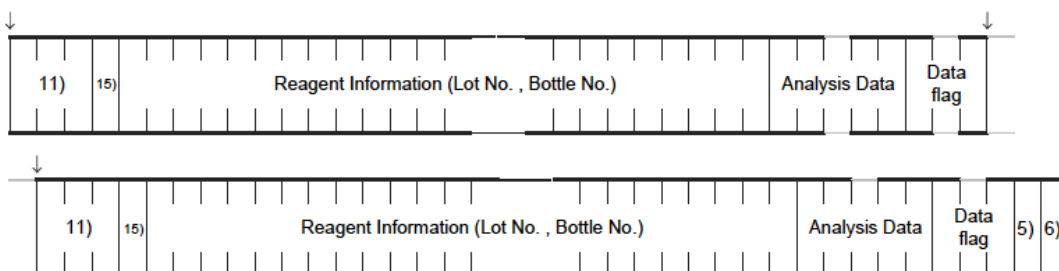 11) 15) Reagent Information (Lot No. , Bottle No.) Analysis Data Data
flag
11) 15) Reagent Information (Lot No. , Bottle No.) Analysis Data Data
flag 5) 6)